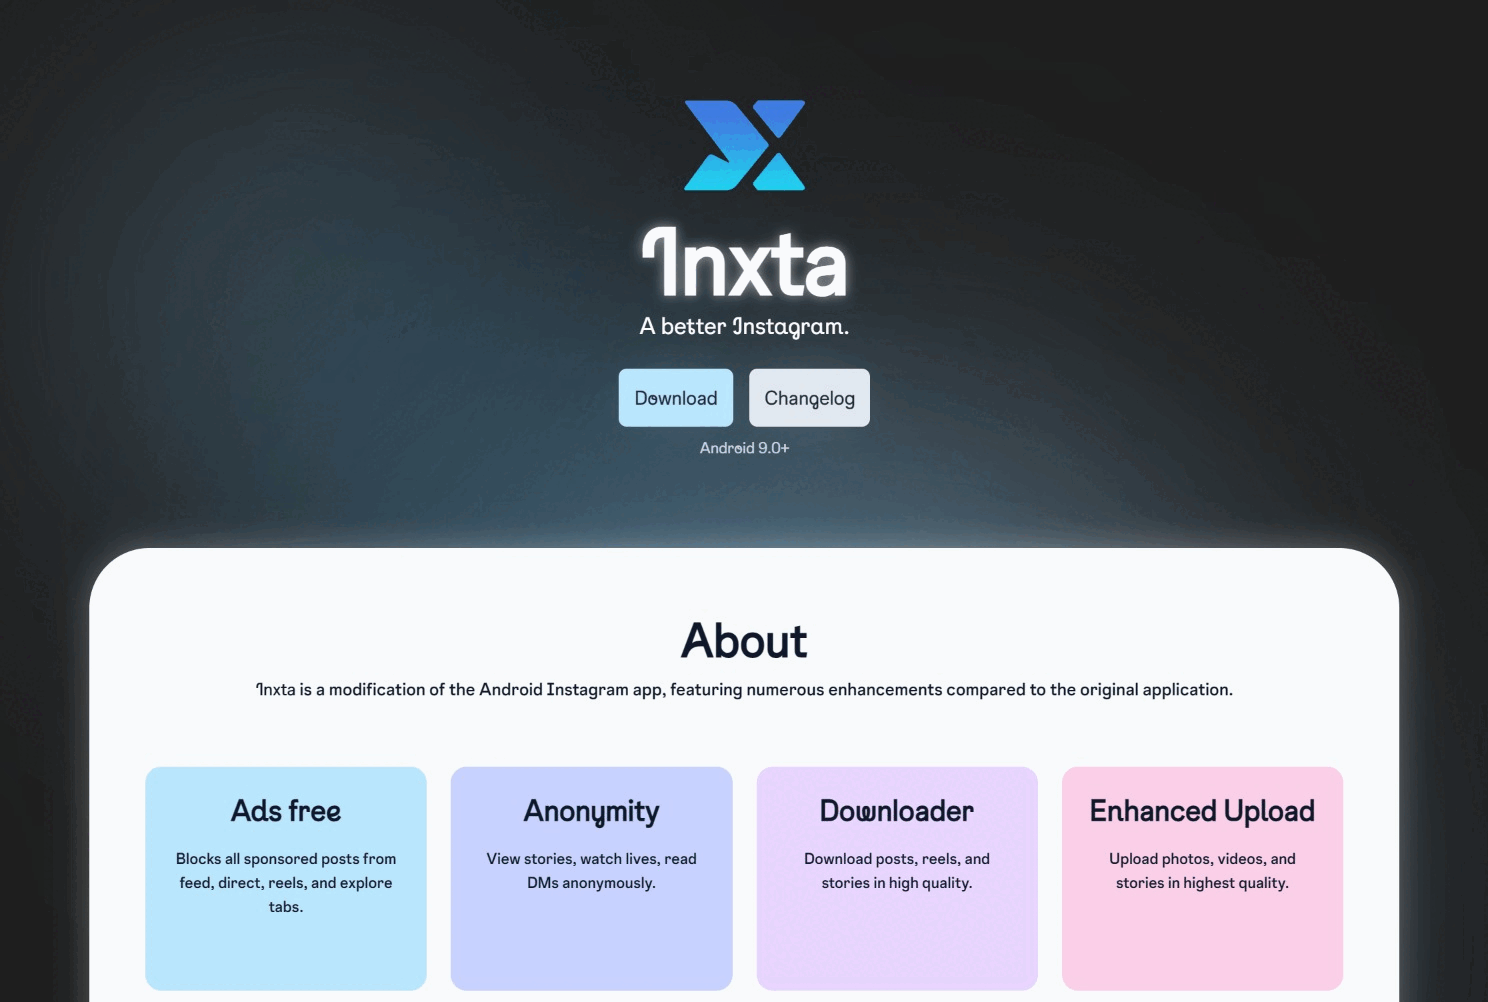 Inxta
A better Instagram.
Download
Changelog
Android 9.0+
About
Inxta is a modification of the Android Instagram app, featuring numerous enhancements compared to the original application.
Ads free
Blocks all sponsored posts from
feed, direct, reels, and explore
tabs.
Anonymity
View stories, watch lives, read
DMs anonymously.
Downloader
Download posts, reels, and
stories in high quality.
Enhanced Upload
Upload photos, videos, and
stories in highest quality.